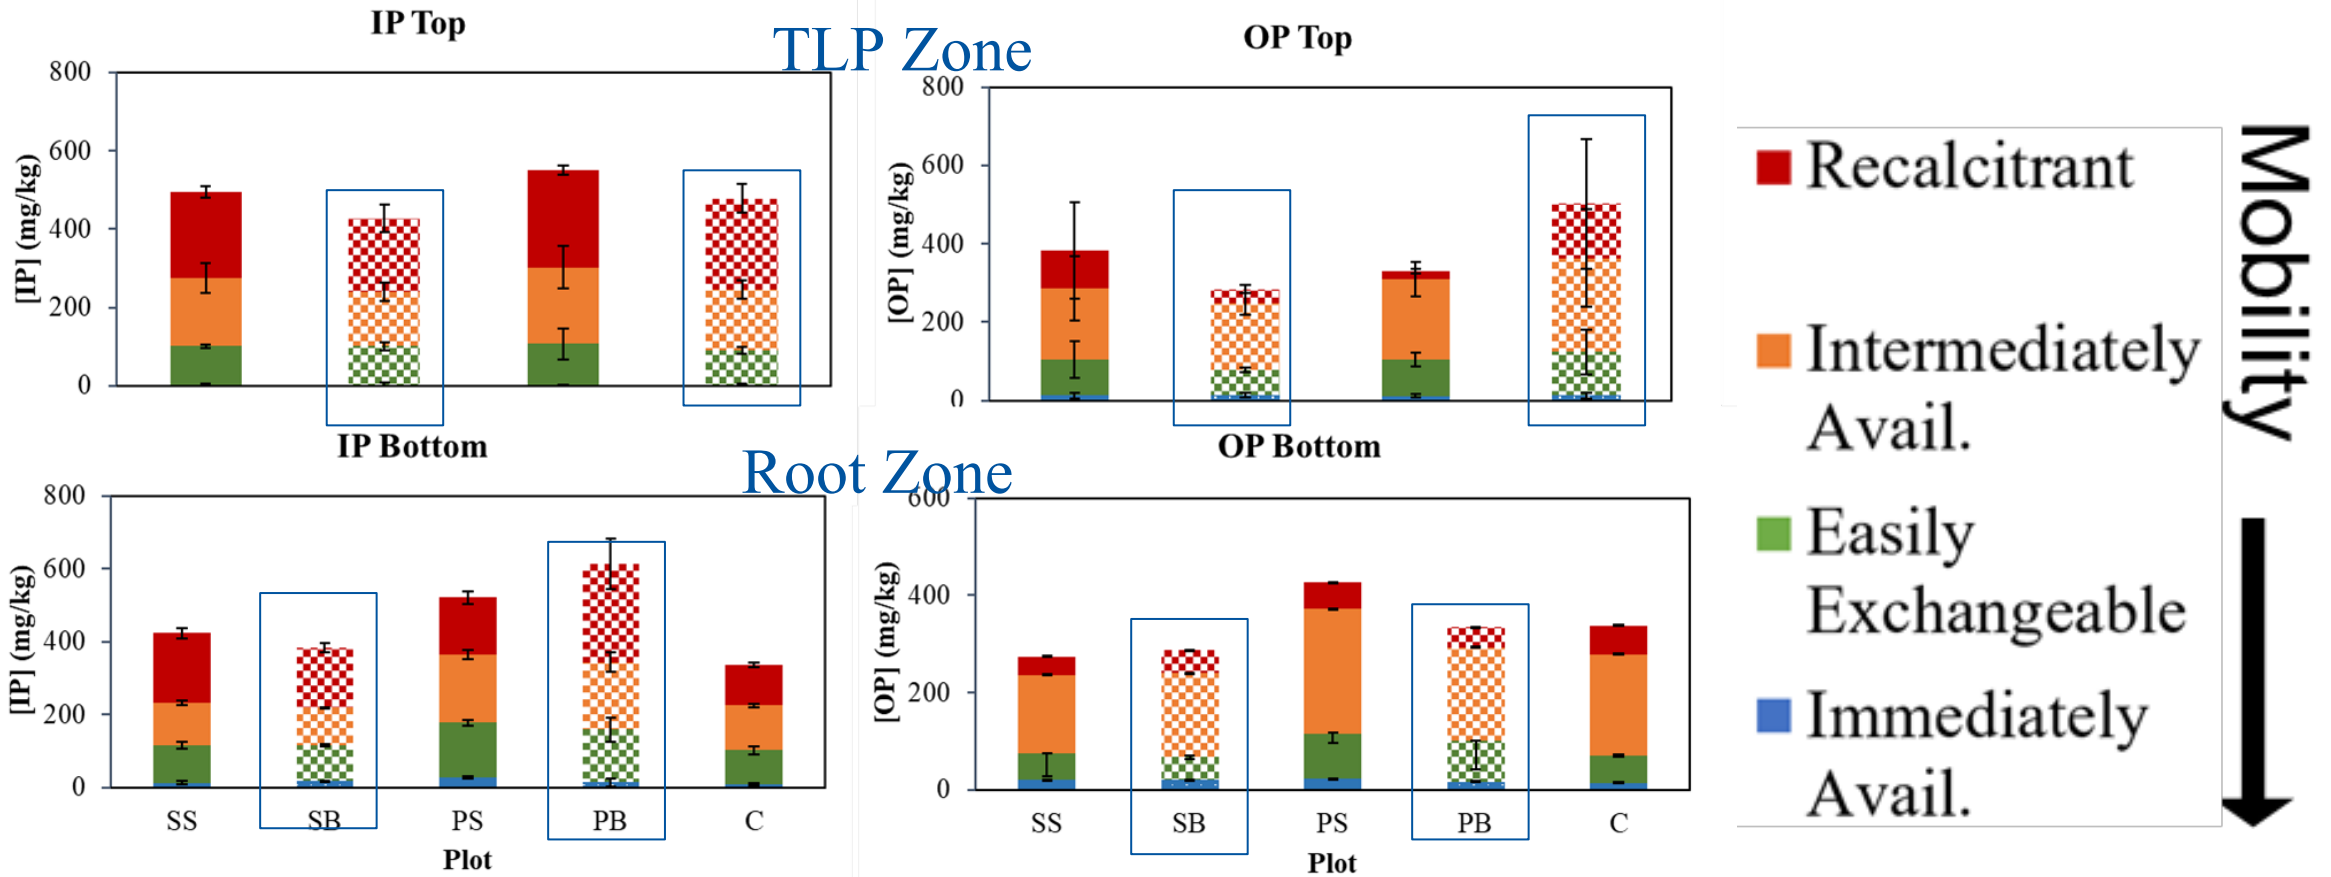 IP Top
TLP Zone
OP Top
800
600
400
200
0
[IP] (mg/kg)
800
600
400
200
0
[OP] (mg/kg)
IP Bottom
Root Zone
OP Bottom
800
600
400
200
0
[IP] (mg/kg)
SS SB PS PB C
Plot
600
400
200
0
[OP] (mg/kg)
SS SB PS PB C
Plot
Recalcitrant
Intermediately
Avail.
Easily
Exchangeable
Immediately
Avail.
Mobility